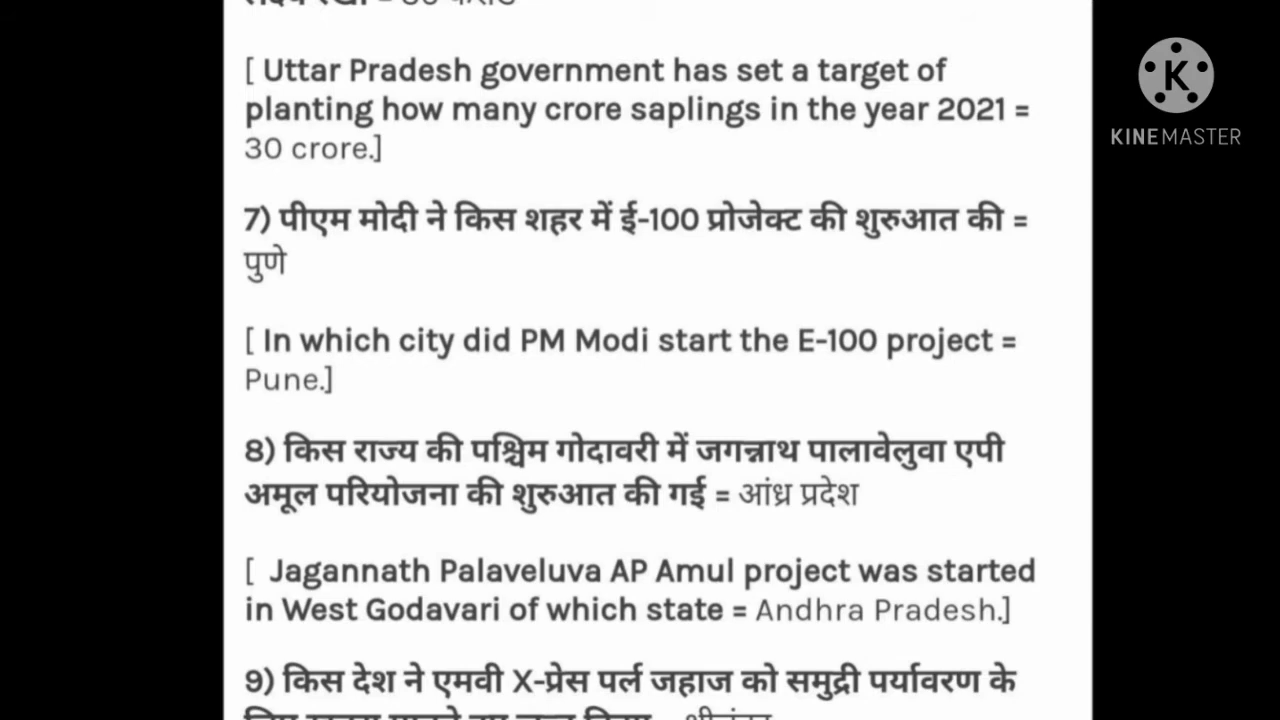 [ Uttar Pradesh government has set a target of
planting how many crore saplings in the year 2021 =
30 crore.]
7) पीएम मोदी ने किस शहर में ई-100 प्रोजेक्ट की शुरुआत की =
पुणे
[ In which city did PM Modi start the E-100 project =
Pune.]
8) किस राज्य की पश्चिम गोदावरी में जगन्नाथ पालावेलुवा एपी
अमूल परियोजना की शुरुआत की गई = आंध्र प्रदेश
[ Jagannath Palaveluva AP Amul project was started
in West Godavari of which state = Andhra Pradesh.]
9) किस देश ने एमवी X-प्रेस पर्ल जहाज को समुद्री पर्यावरण के
K
KINEMASTER